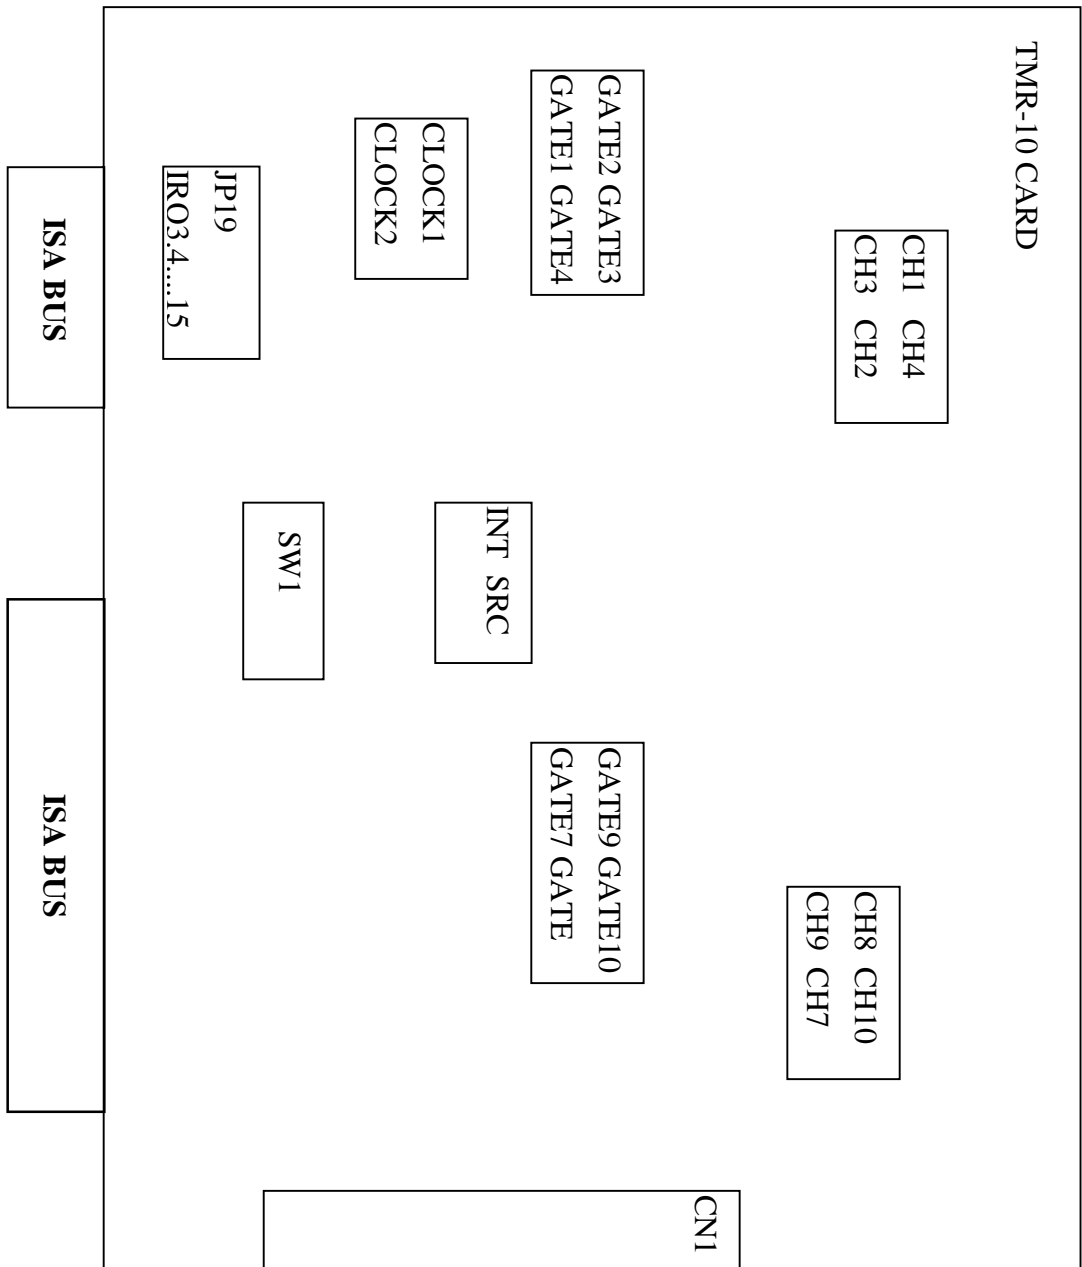 TMR-10 CARD
CH1 CH4
CH3 CH2
CH8 CH10
CH9 CH7
CN1
GATE2 GATE3
GATE1 GATE4
GATE9 GATE10
GATE7 GATE
CLOCK1
CLOCK2
INT SRC
JP19
IRO3.4.....15
SW1
ISA BUS
ISA BUS